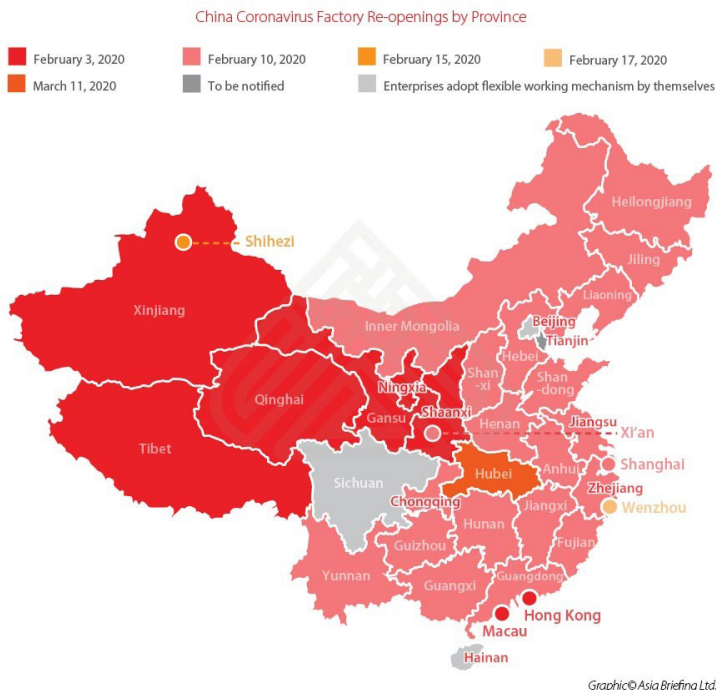 China Coronavirus Factory Re-openings by Province
February 3, 2020
February 10, 2020
February 15, 2020
February 17, 2020
March 11, 2020
To be notified
Enterprises adopt flexible working mechanism by themselves
Heilongjiang
Jiling
Liaoning
Shihezi
Xinjiang
Inner Mongolia
Beijing
Tianjin
Hebei
Shan
-xi
Shan
-dong
Ningxia
Qinghai
Gansu
Shaanxi
Henan
Jiangsu
Xi'an
Tibet
Sichuan
Hubei
Anhui
Shanghai
Chongqing
Zhejiang
Hunan
Jiangxi
Wenzhou
Guizhou
Fujian
Yunnan
Guangxi
Guangdong
Hong Kong
Macau
Hainan
Graphic© Asia Briefing Ltd.